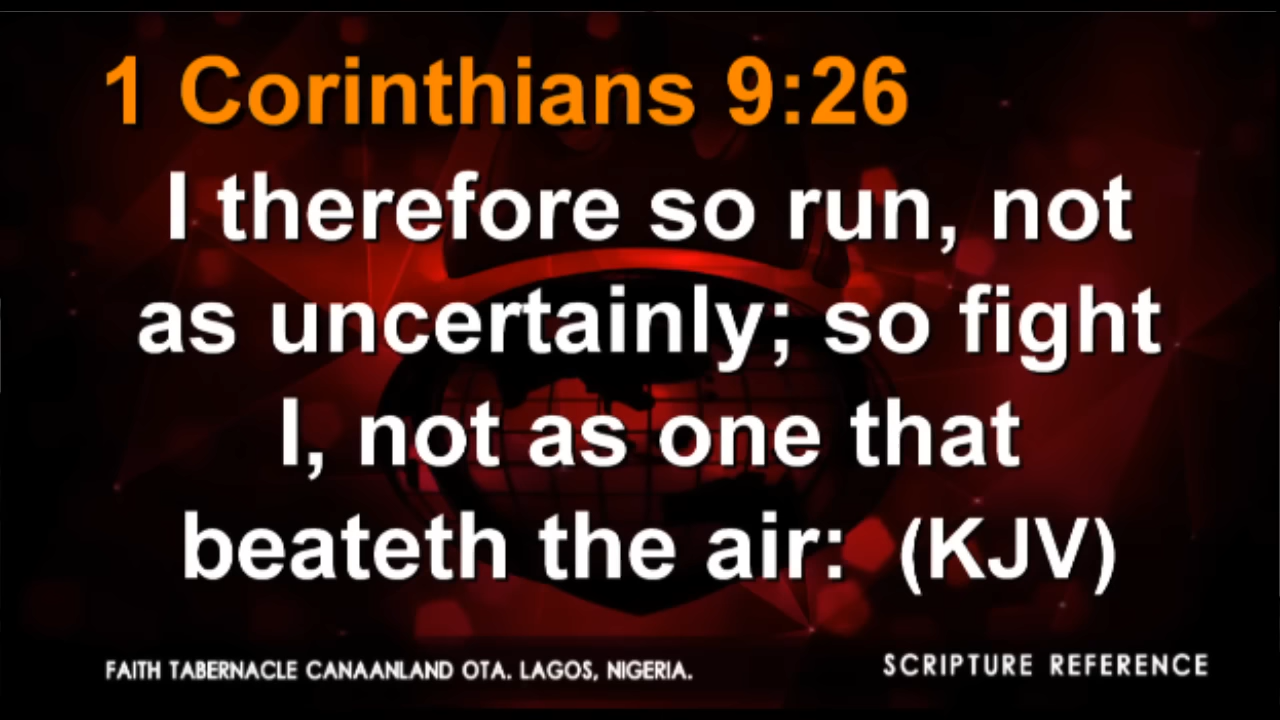 1 Corinthians 9:26
I therefore so run, not
as uncertainly; so fight
I, not as one that
beateth the air:  (KJV)
FAITH TABERNACLE CANAANLAND OTA. LAGOS, NIGERIA.
SCRIPTURE REFERENCE